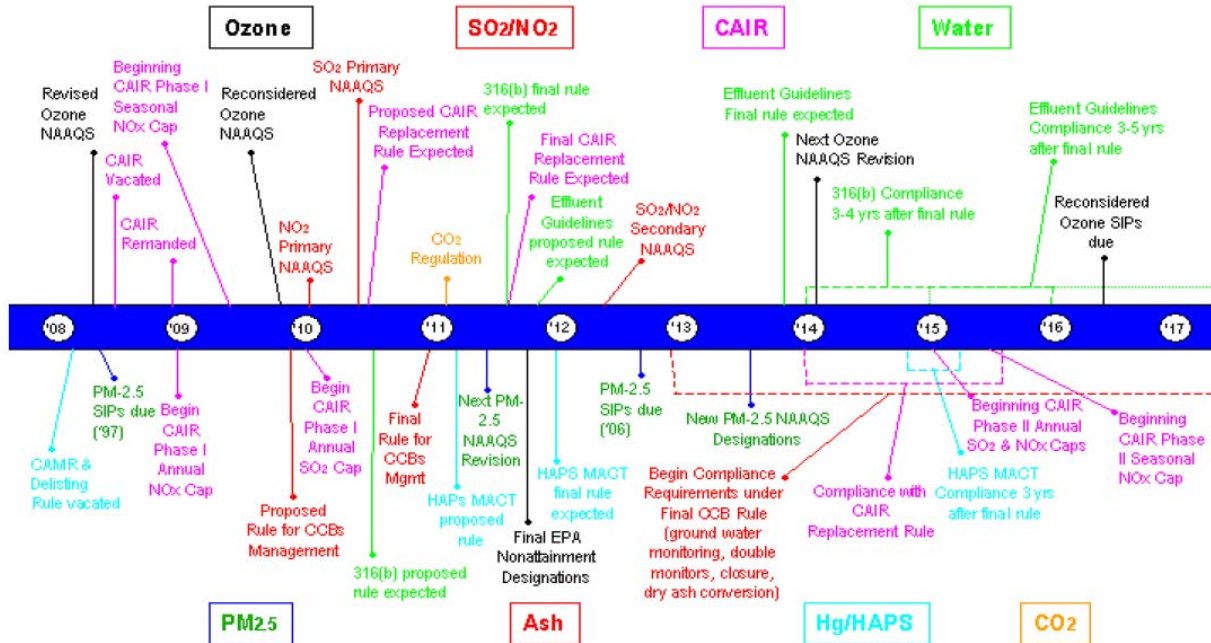 Ozone
SO2/NO2
CAIR
Water
Revised
Ozone
NAAQS
Beginning
CAIR Phase I
Seasonal
NOx Cap
CAIR
Vacated
CAIR
Remanded
Reconsidered
Ozone
NAAQS
NO2
Primary
NAAQS
SO2 Primary
NAAQS
Proposed CAIR
Replacement
Rule Expected
CO2
Regulation
316(b) final rule
expected
Final CAIR
Replacement
Rule Expected
Effluent
Guidelines
proposed rule
expected
SO2/NO2
Secondary
NAAQS
Effluent Guidelines
Final rule expected
Next Ozone
NAAQS Revision
316(b) Compliance
3-4 yrs after final rule
Effluent Guidelines
Compliance 3-5 yrs
after final rule
Reconsidered
Ozone SIPs
due
'08
'09
'10
'11
'12
'13
'14
'15
'16
'17
CAMR &
Delisting
Rule vacated
PM-2.5
SIPs due
('97)
Begin
CAIR
Phase I
Annual
NOx Cap
Proposed
Rule for CCBs
Management
Begin
CAIR
Phase I
Annual
SO2 Cap
316(b) proposed
rule expected
Final
Rule for
CCBs
Mgmt
HAPs MACT
proposed
rule
Next PM-
2.5
NAAQS
Revision
Final EPA
Nonattainment
Designations
HAPS MACT
final rule
expected
PM-2.5
SIPs due
('06)
New PM-2.5 NAAQS
Designations
Begin Compliance
Requirements under
Final CCB Rule
(ground water
monitoring, double
monitors, closure,
dry ash conversion)
Compliance with
CAIR
Replacement Rule
Beginning CAIR
Phase II Annual
SO2 & NOx Caps
HAPS MACT
Compliance 3 yrs
after final rule
Beginning
CAIR Phase
II Seasonal
NOx Cap
PM2.5
Ash
Hg/HAPS
CO2